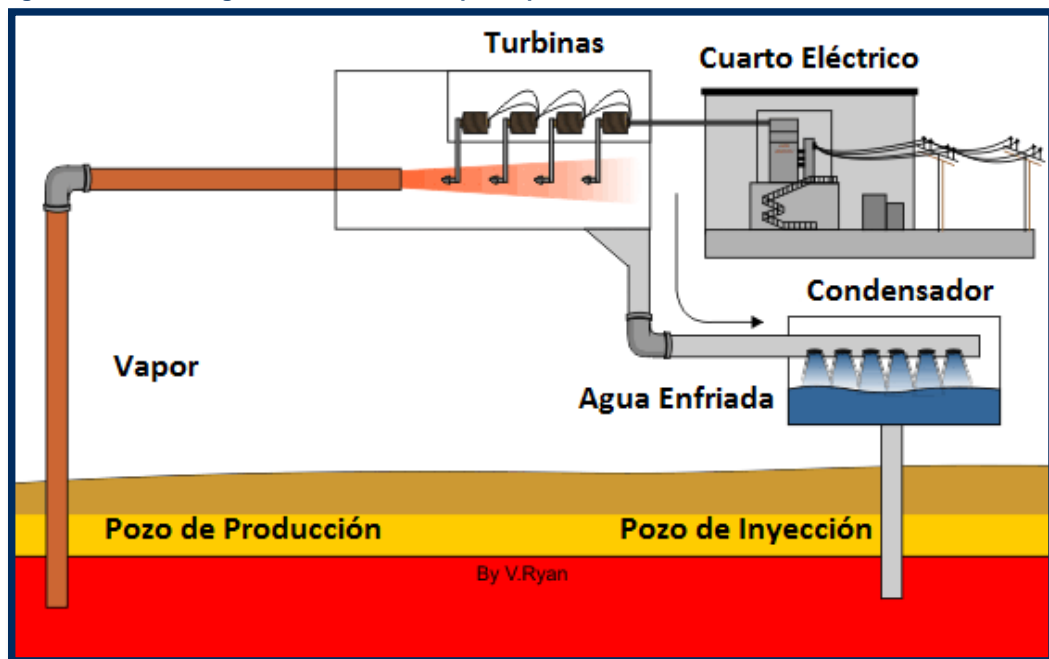 Turbinas
Cuarto Eléctrico
Condensador
Vapor
Agua Enfriada
Pozo de Producción
Pozo de Inyección
By V.Ryan